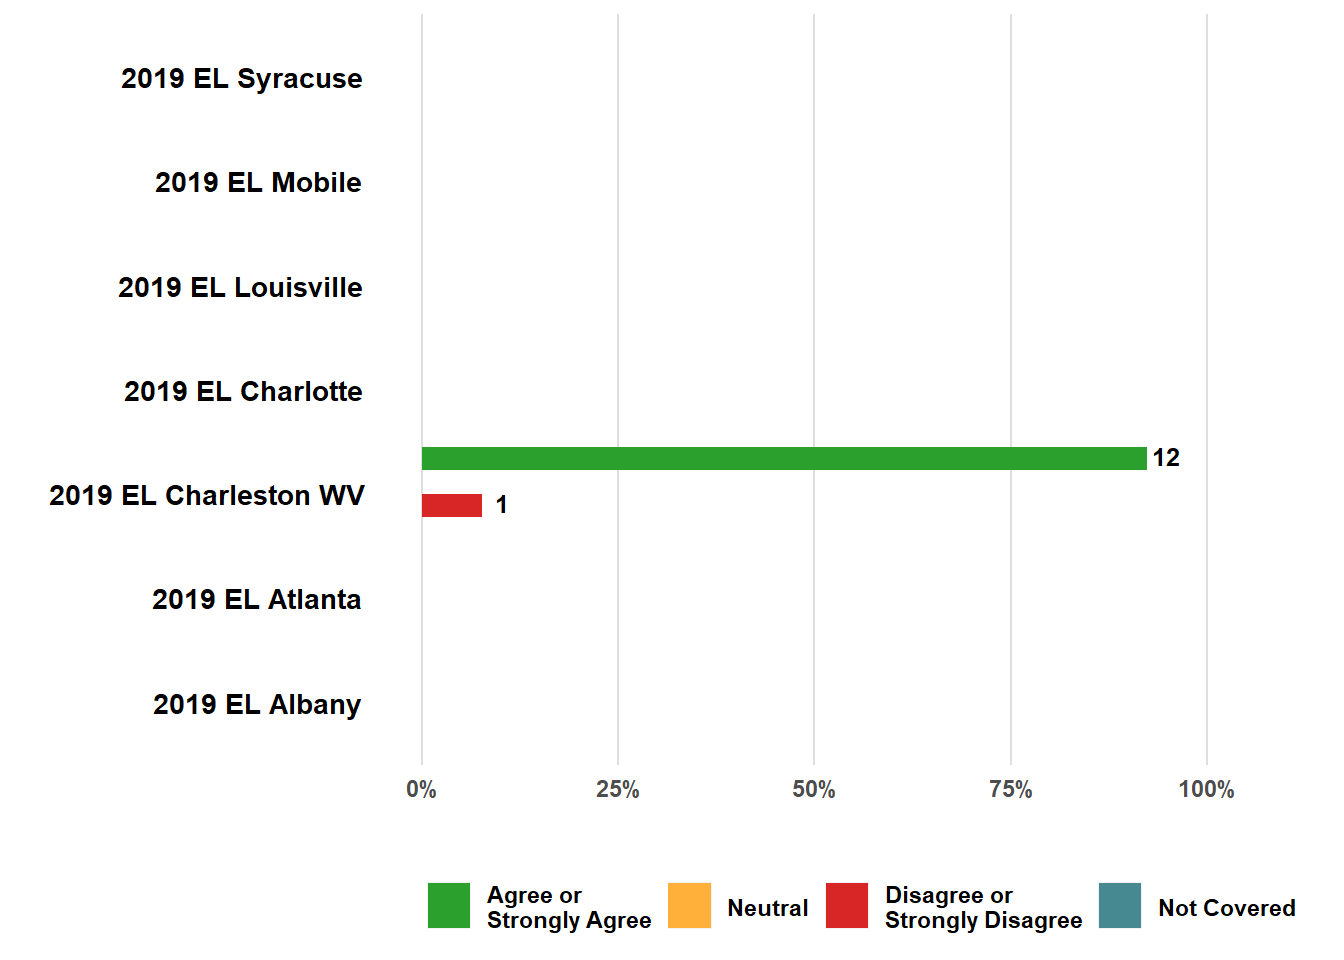 2019 EL Syracuse
2019 EL Mobile
2019 EL Louisville
2019 EL Charlotte
12
2019 EL Charleston WV
1
2019 EL Atlanta
2019 EL Albany
0% 25% 50% 75% 100%
Agree or
Strongly Agree
Neutral
Disagree or
Strongly Disagree
Not Covered